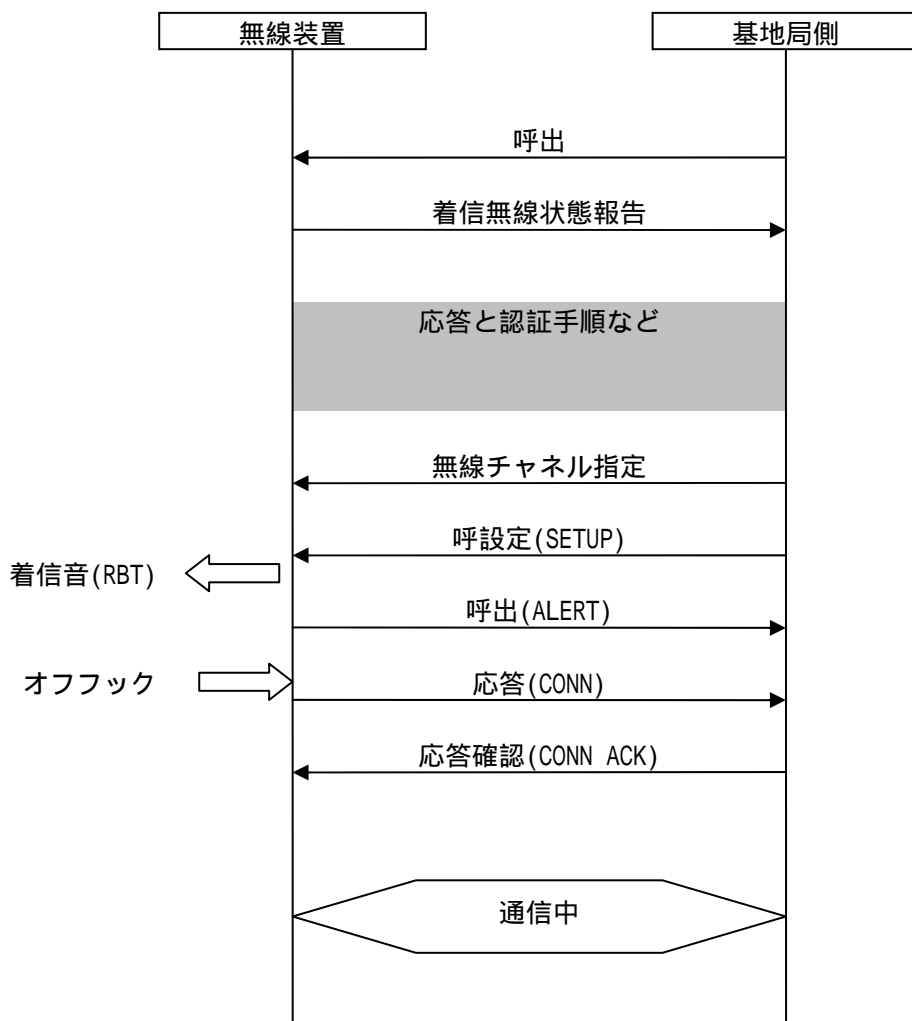 無線装置
基地局側
呼出
着信無線状態報告
応答と認証手順など
無線チャネル指定
呼設定(SETUP)
着信音(RBT)
呼出(ALERT)
オフフック
応答(CONN)
応答確認(CONN ACK)
通信中